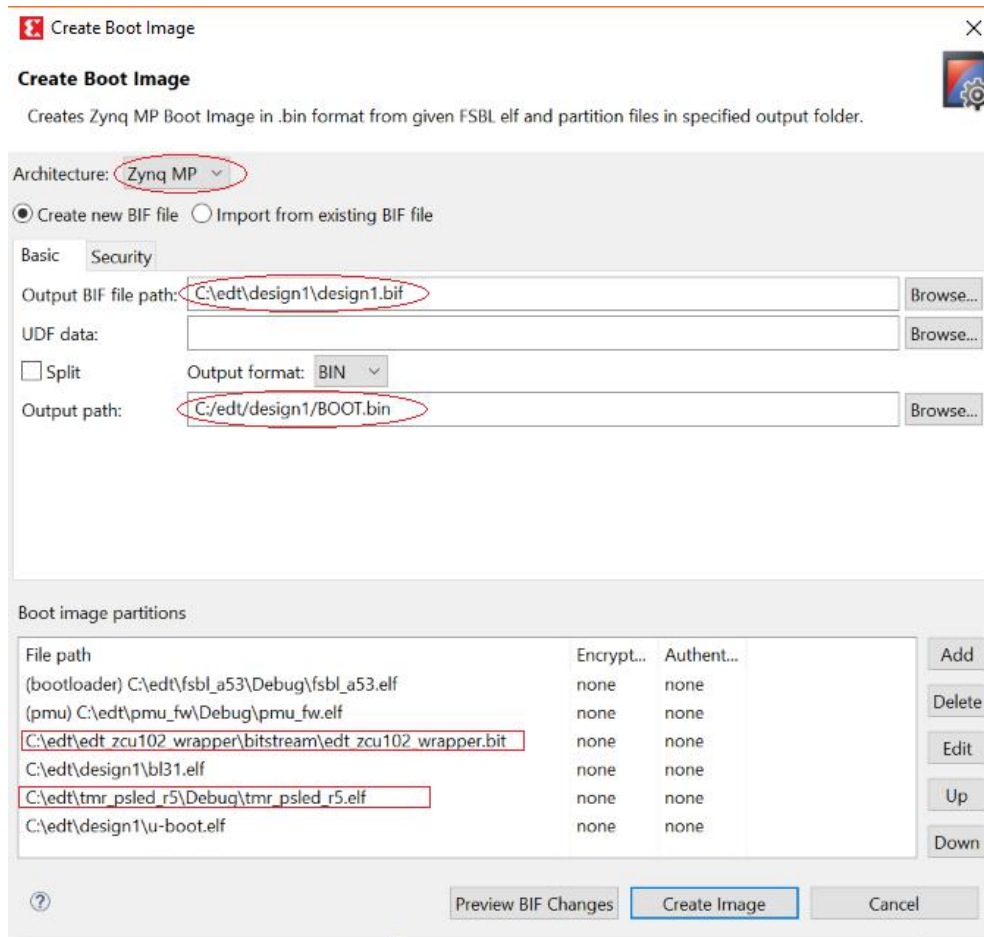 Create Boot Image
Create Boot Image
Creates Zynq MP Boot Image in .bin format from given FSBL elf and partition files in specified output folder.
Architecture: Zynq MP
Create new BIF file Import from existing BIF file
Basic Security
Output BIF file path: C:\edt\design1\design1.bif Browse...
UDF data: Browse...
Split Output format: BIN
Output path: C:/edt/design1/BOOT.bin Browse...
Boot image partitions
File path Encrypt... Authent... Add
(bootloader) C:\edt\fsbl_a53\Debug\fsbl_a53.elf none none
(pmu) C:\edt\pmu_fw\Debug\pmu_fw.elf none none Delete
C:\edt\edt_zcu102_wrapper\bitstream\edt_zcu102_wrapper.bit none none Edit
C:\edt\design1\bl31.elf none none
C:\edt\tmr_psled_r5\Debug\tmr_psled_r5.elf none none Up
C:\edt\design1\u-boot.elf none none Down
? Preview BIF Changes Create Image Cancel